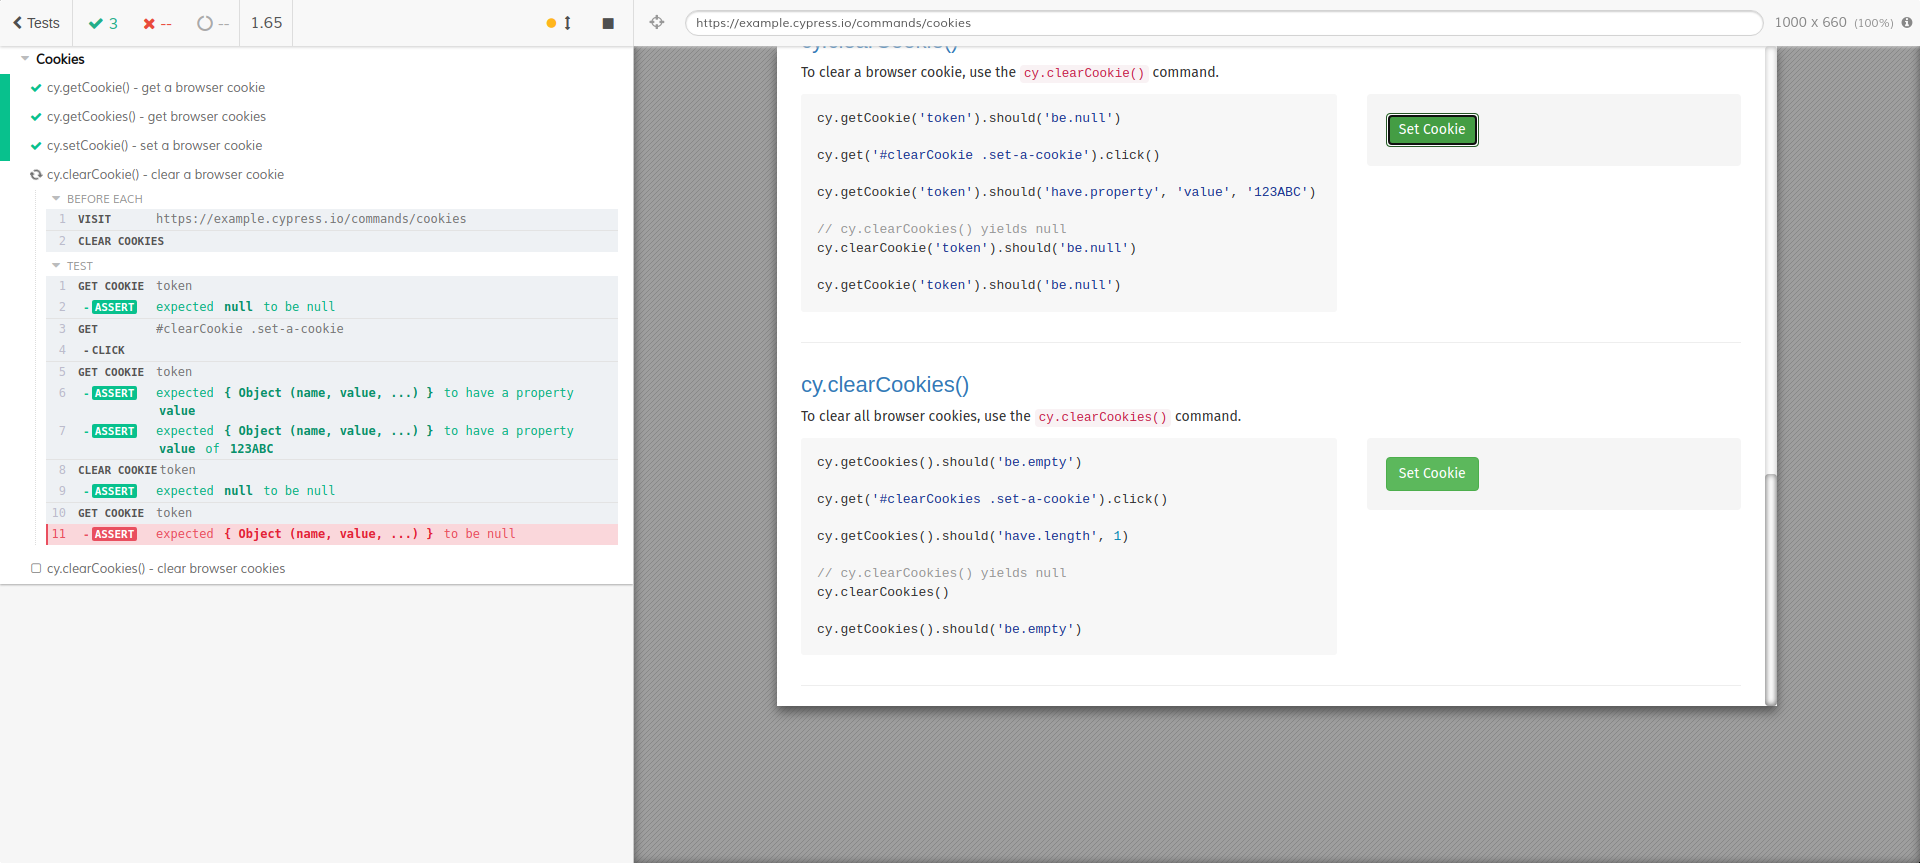 Tests
3
--
--
1.65
https://example.cypress.io/commands/cookies
1000 x 660 (100%)
Cookies
cy.getCookie() - get a browser cookie
cy.getCookies() - get browser cookies
cy.setCookie() - set a browser cookie
cy.clearCookie() - clear a browser cookie
BEFORE EACH
1 VISIT https://example.cypress.io/commands/cookies
2 CLEAR COOKIES
TEST
1 GET COOKIE token
2 - ASSERT expected null to be null
3 GET #clearCookie .set-a-cookie
4 - CLICK
5 GET COOKIE token
6 - ASSERT expected { Object (name, value, ...) } to have a property
value
7 - ASSERT expected { Object (name, value, ...) } to have a property
value of 123ABC
8 CLEAR COOKIE token
9 - ASSERT expected null to be null
10 GET COOKIE token
11 - ASSERT expected { Object (name, value, ...) } to be null
cy.clearCookies() - clear browser cookies
cy.clearCookie()
To clear a browser cookie, use the cy.clearCookie() command.
cy.getCookie('token').should('be.null')
cy.get('#clearCookie .set-a-cookie').click()
cy.getCookie('token').should('have.property', 'value', '123ABC')
// cy.clearCookies() yields null
cy.clearCookie('token').should('be.null')
cy.getCookie('token').should('be.null')
Set Cookie
cy.clearCookies()
To clear all browser cookies, use the cy.clearCookies() command.
cy.getCookies().should('be.empty')
cy.get('#clearCookies .set-a-cookie').click()
cy.getCookies().should('have.length', 1)
// cy.clearCookies() yields null
cy.clearCookies()
cy.getCookies().should('be.empty')
Set Cookie